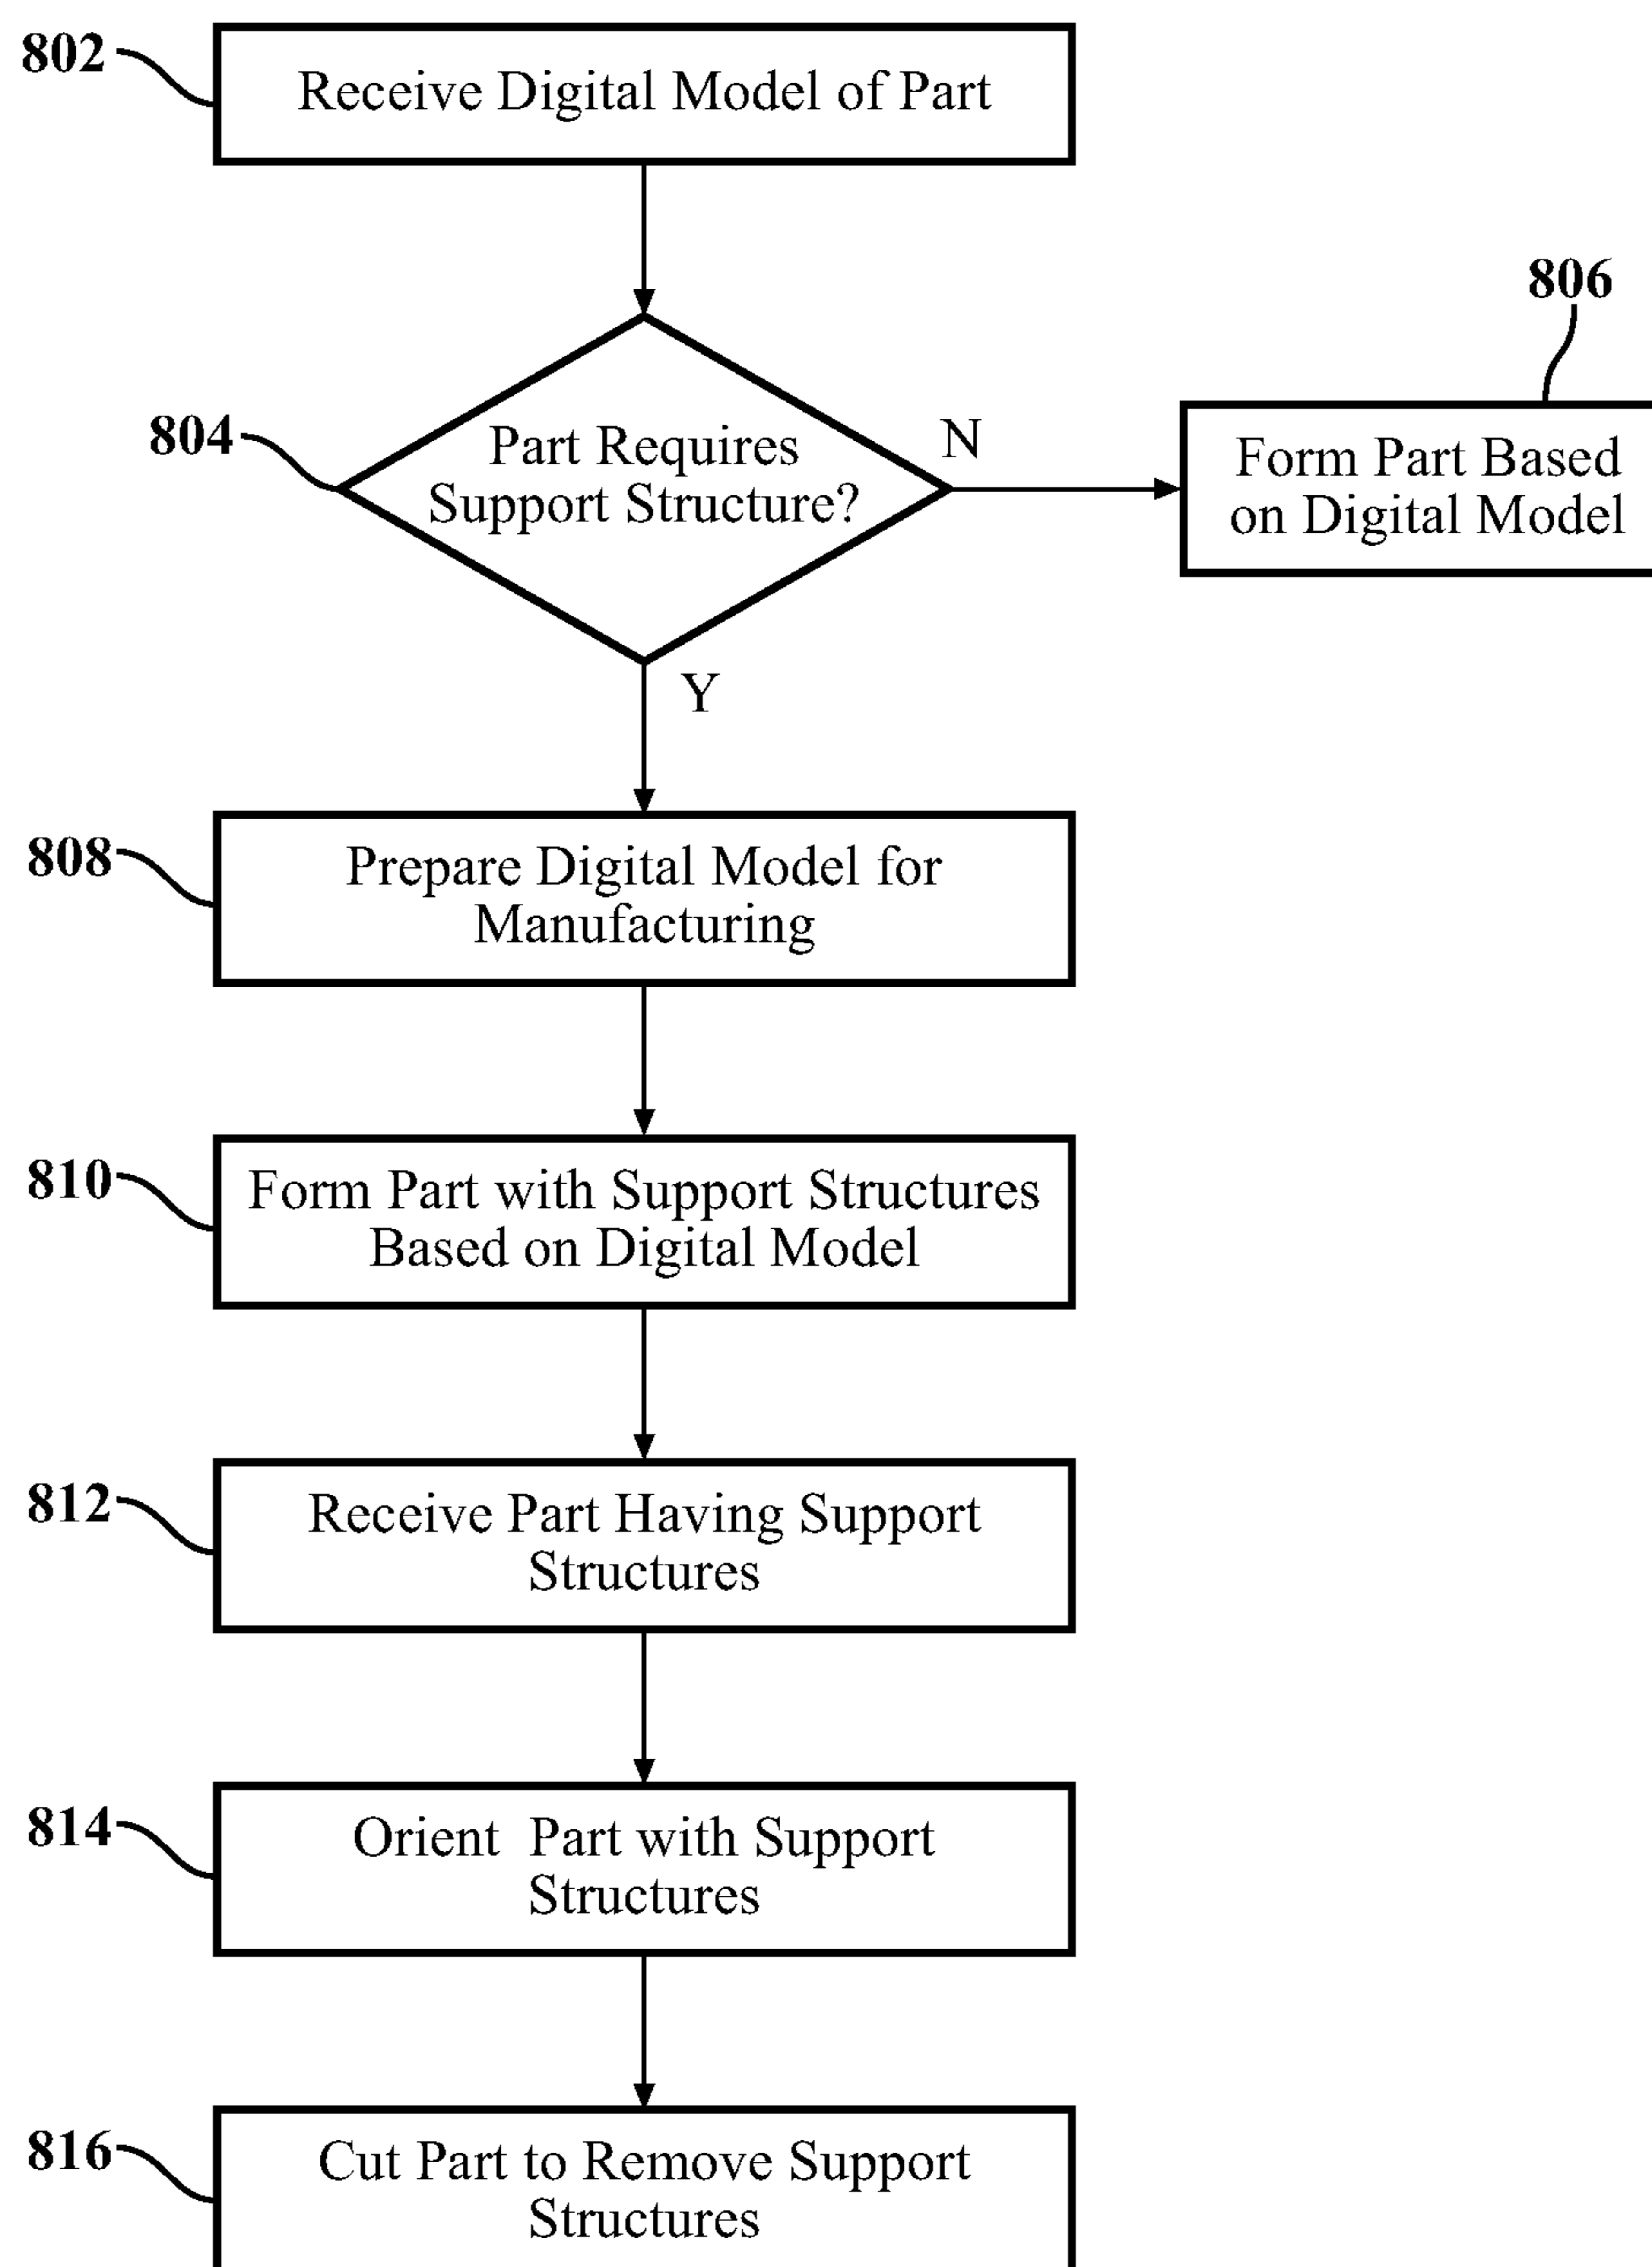 802
Receive Digital Model of Part
806
804
Part Requires
Support Structure?
N
Form Part Based
on Digital Model
Y
808
Prepare Digital Model for
Manufacturing
810
Form Part with Support Structures
Based on Digital Model
812
Receive Part Having Support
Structures
814
Orient  Part with Support
Structures
816
Cut Part to Remove Support
Structures